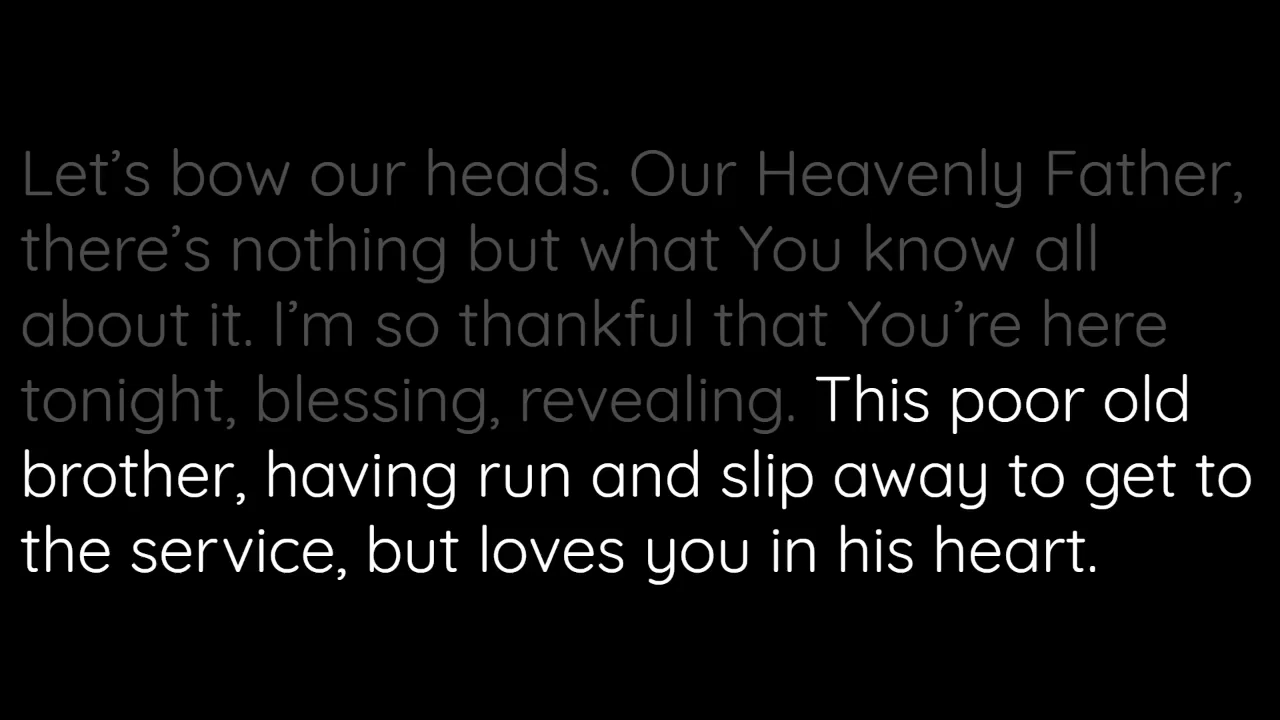 Let’s bow our heads. Our Heavenly Father,
there’s nothing but what You know all
about it. I’m so thankful that You’re here
tonight, blessing, revealing. This poor old
brother, having run and slip away to get to
the service, but loves you in his heart.